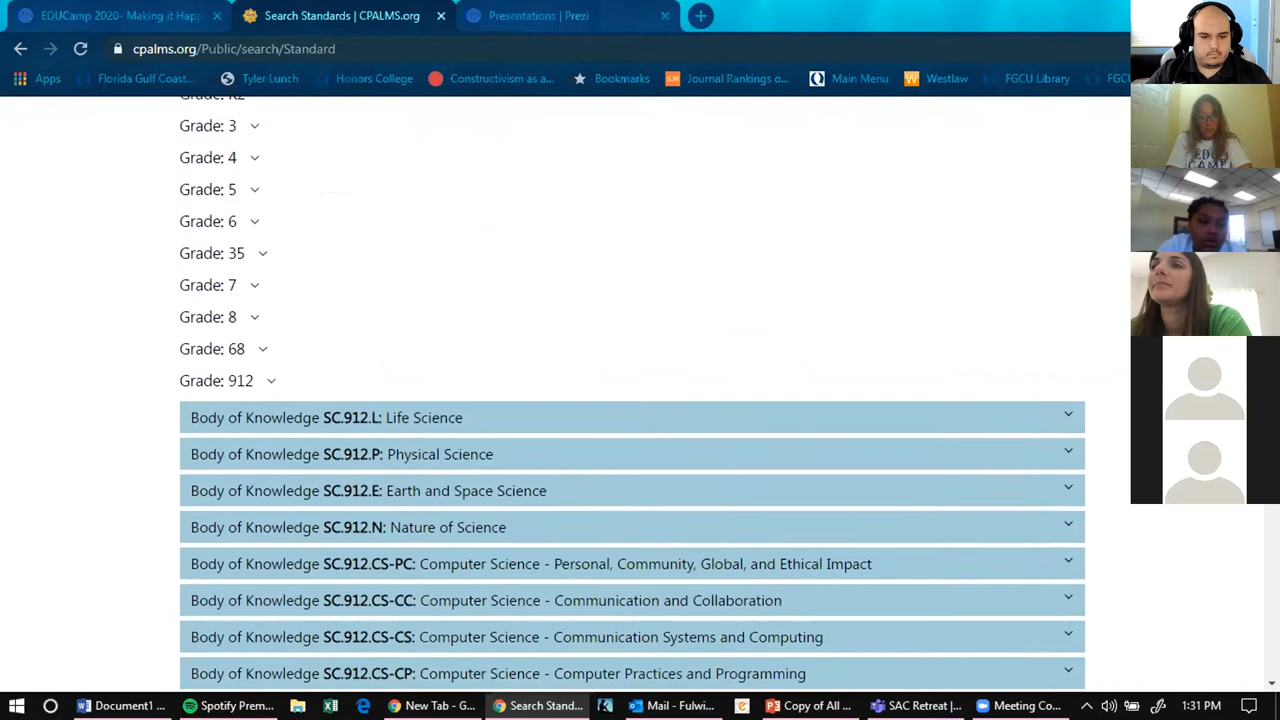 EDUCamp 2020- Making it Happ
Search Standards | CPALMS.org
Presentations | Prezi
cpalms.org/Public/search/Standard
Apps
Florida Gulf Coast...
Tyler Lunch
Honors College
Constructivism as a...
Bookmarks
Journal Rankings o...
Main Menu
Westlaw
FGCU Library
FGCU
Grade: K2
Grade: 3
Grade: 4
Grade: 5
Grade: 6
Grade: 35
Grade: 7
Grade: 8
Grade: 68
Grade: 912
Body of Knowledge SC.912.L: Life Science
Body of Knowledge SC.912.P: Physical Science
Body of Knowledge SC.912.E: Earth and Space Science
Body of Knowledge SC.912.N: Nature of Science
Body of Knowledge SC.912.CS-PC: Computer Science - Personal, Community, Global, and Ethical Impact
Body of Knowledge SC.912.CS-CC: Computer Science - Communication and Collaboration
Body of Knowledge SC.912.CS-CS: Computer Science - Communication Systems and Computing
Body of Knowledge SC.912.CS-CP: Computer Science - Computer Practices and Programming
EDU
CAMP
Document1 ...
Spotify Prem...
New Tab - G...
Search Stand...
Mail - Fulwi...
Copy of All ...
SAC Retreat |...
Meeting Co...
1:31 PM